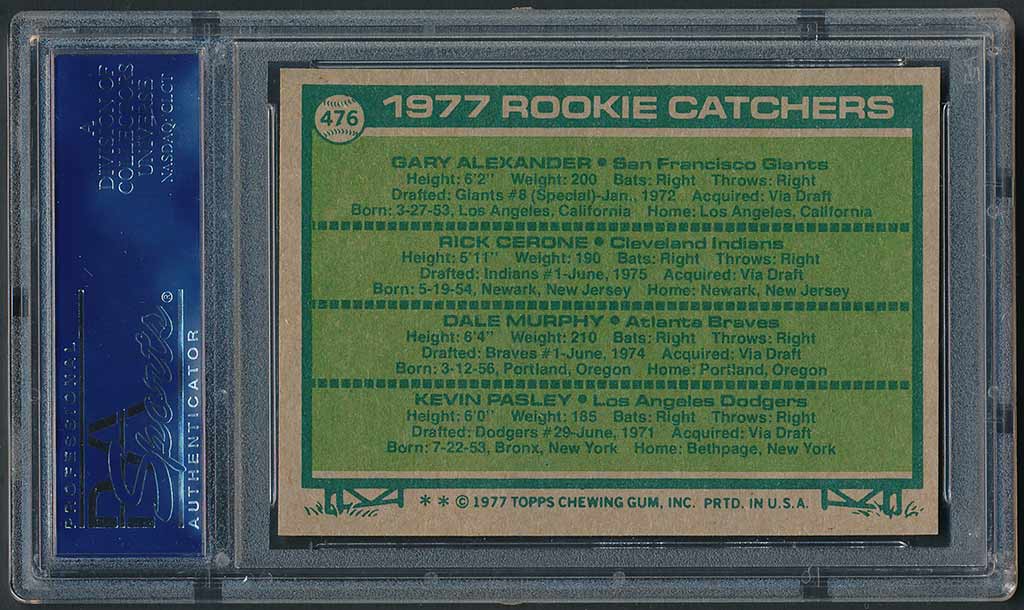 A
DIVISION OF
COLLECTORS
UNIVERSE
NASDAQ: CLCT
PROFESSIONAL
PSA
Sports®
AUTHENTICATOR
476
1977 ROOKIE CATCHERS
GARY ALEXANDER • San Francisco Giants
Height: 6'2" Weight: 200 Bats: Right Throws: Right
Drafted: Giants #8 (Special)-Jan., 1972 Acquired: Via Draft
Born: 3-27-53, Los Angeles, California Home: Los Angeles, California
RICK CERONE • Cleveland Indians
Height: 5'11" Weight: 190 Bats: Right Throws: Right
Drafted: Indians #1-June, 1975 Acquired: Via Draft
Born: 5-19-54, Newark, New Jersey Home: Newark, New Jersey
DALE MURPHY • Atlanta Braves
Height: 6'4" Weight: 210 Bats: Right Throws: Right
Drafted: Braves #1-June, 1974 Acquired: Via Draft
Born: 3-12-56, Portland, Oregon Home: Portland, Oregon
KEVIN PASLEY • Los Angeles Dodgers
Height: 6'0" Weight: 185 Bats: Right Throws: Right
Drafted: Dodgers #29-June, 1971 Acquired: Via Draft
Born: 7-22-53, Bronx, New York Home: Bethpage, New York
* * © 1977 TOPPS CHEWING GUM, INC. PRTD. IN U.S.A.